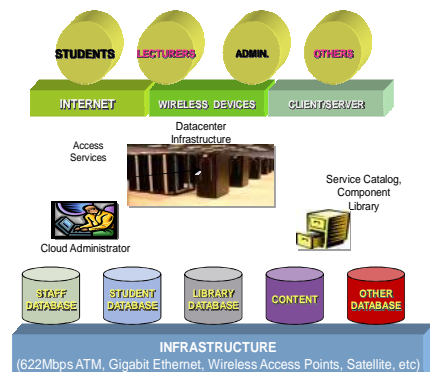 STUDENTS
LECTURERS
ADMIN.
OTHERS
INTERNET
WIRELESS DEVICES
CLIENT/SERVER
Datacenter
Infrastructure
Access
Services
Service Catalog,
Component
Library
Cloud Administrator
STAFF
DATABASE
STUDENT
DATABASE
LIBRARY
DATABASE
CONTENT
OTHER
DATABASE
INFRASTRUCTURE
(622Mbps ATM, Gigabit Ethernet, Wireless Access Points, Satellite, etc)